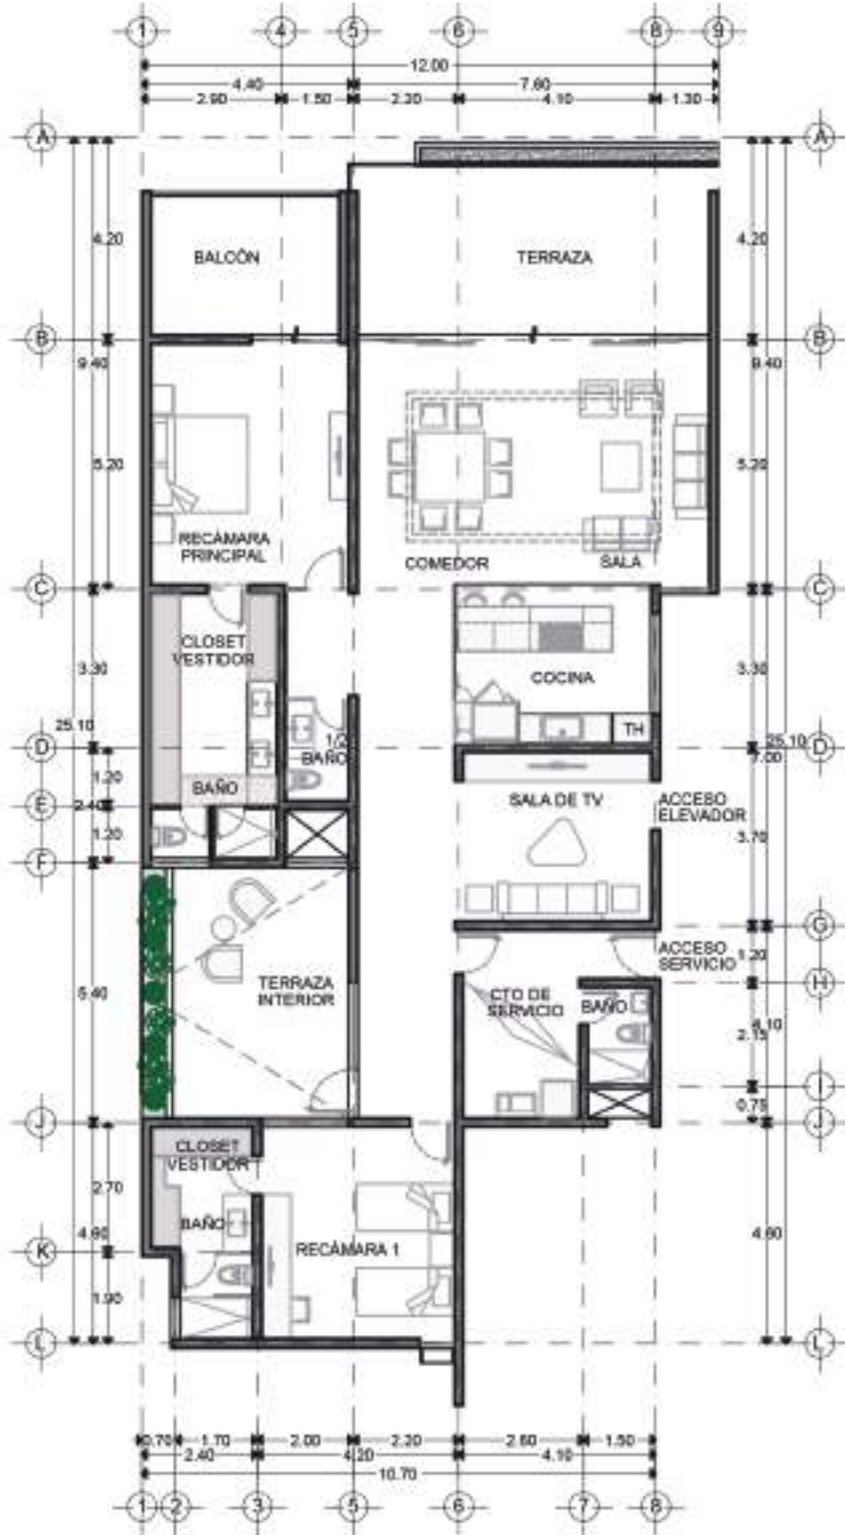 1 4 5 6 8 9
12.00
4.40 7.60
2.90 1.50 2.20 4.10 1.30
A A
4.20 BALCÓN TERRAZA 4.20
B B
9.40 9.40
5.20 5.20
RECÁMARA
PRINCIPAL
COMEDOR SALA
C C
CLOSET
VESTIDOR
3.30 COCINA 3.30
25.10 TH 25.10
1/2
BAÑO
D D
7.00
1.20 BAÑO
SALA DE TV
ACCESO
ELEVADOR
E 2.40
1.20 3.70
F
G
ACCESO
SERVICIO 1.20
H
TERRAZA
INTERIOR
5.40
CTO DE
SERVICIO
BAÑO
4.10
2.15
I
0.75
J J
CLOSET
VESTIDOR
2.70
BAÑO
4.60 4.60
K RECÁMARA 1
1.90
L L
0.70 1.70 2.00 2.20 2.60 1.50
2.40 4.20 4.10
10.70
1 2 3 5 6 7 8